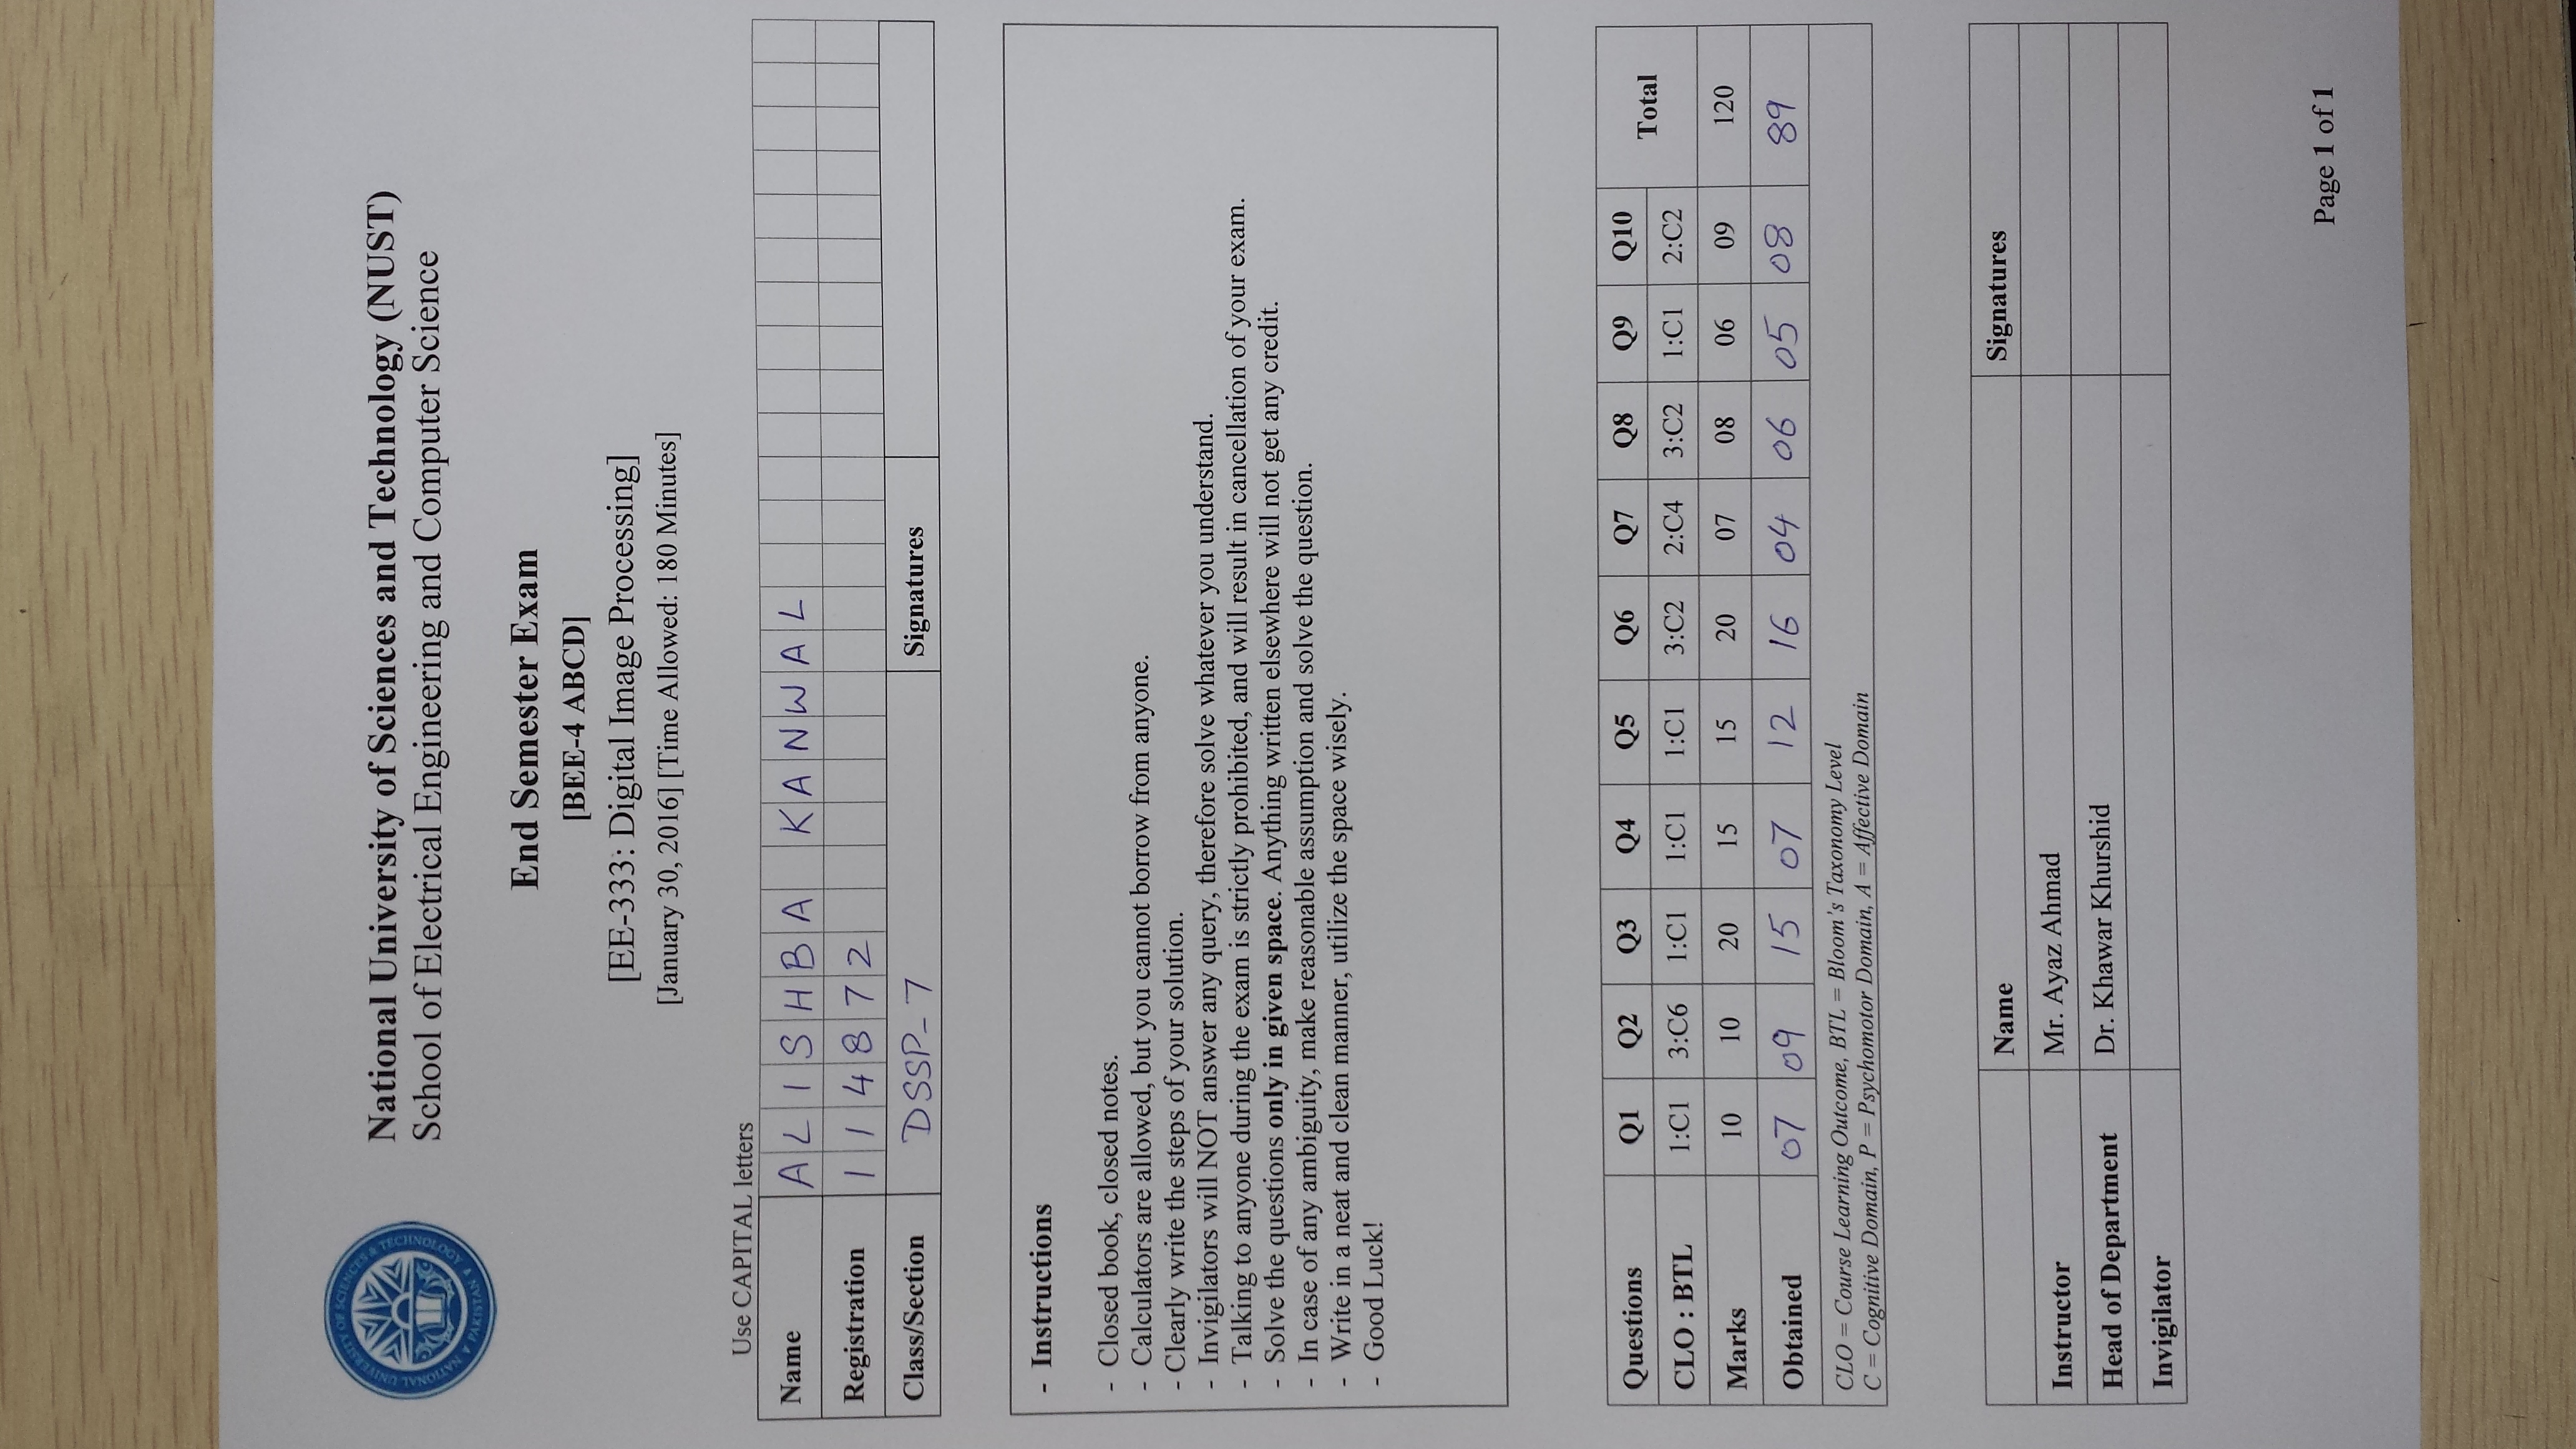 NATIONAL UNIVERSITY OF SCIENCES & TECHNOLOGY
PAKISTAN
National University of Sciences and Technology (NUST)
School of Electrical Engineering and Computer Science
End Semester Exam
[BEE-4 ABCD]
[EE-333: Digital Image Processing]
[January 30, 2016] [Time Allowed: 180 Minutes]
Use CAPITAL letters
Name ALISHBA KANWAL
Registration 114872
Class/Section DSSP-7 Signatures
- Instructions
- Closed book, closed notes.
- Calculators are allowed, but you cannot borrow from anyone.
- Clearly write the steps of your solution.
- Invigilators will NOT answer any query, therefore solve whatever you understand.
- Talking to anyone during the exam is strictly prohibited, and will result in cancellation of your exam.
- Solve the questions only in given space. Anything written elsewhere will not get any credit.
- In case of any ambiguity, make reasonable assumption and solve the question.
- Write in a neat and clean manner, utilize the space wisely.
- Good Luck!
Questions Q1 Q2 Q3 Q4 Q5 Q6 Q7 Q8 Q9 Q10 Total
CLO : BTL 1:C1 3:C6 1:C1 1:C1 1:C1 3:C2 2:C4 3:C2 1:C1 2:C2
Marks 10 10 20 15 15 20 07 08 06 09 120
Obtained 07 09 15 07 12 16 04 06 05 08 89
CLO = Course Learning Outcome, BTL = Bloom's Taxonomy Level
C = Cognitive Domain, P = Psychomotor Domain, A = Affective Domain
Name Signatures
Instructor Mr. Ayaz Ahmad
Head of Department Dr. Khawar Khurshid
Invigilator
Page 1 of 1